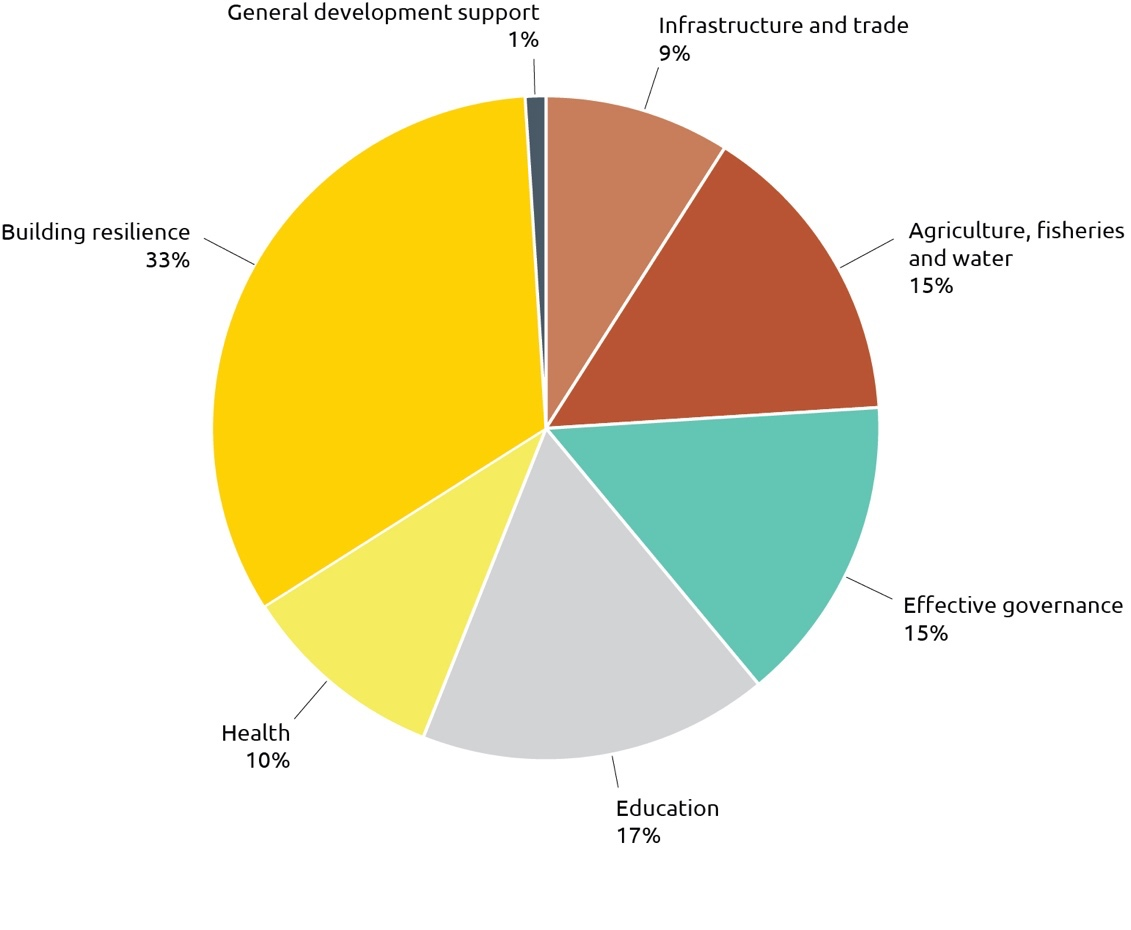 General development support
1%
Infrastructure and trade
9%
Agriculture, fisheries
and water
15%
Effective governance
15%
Education
17%
Health
10%
Building resilience
33%